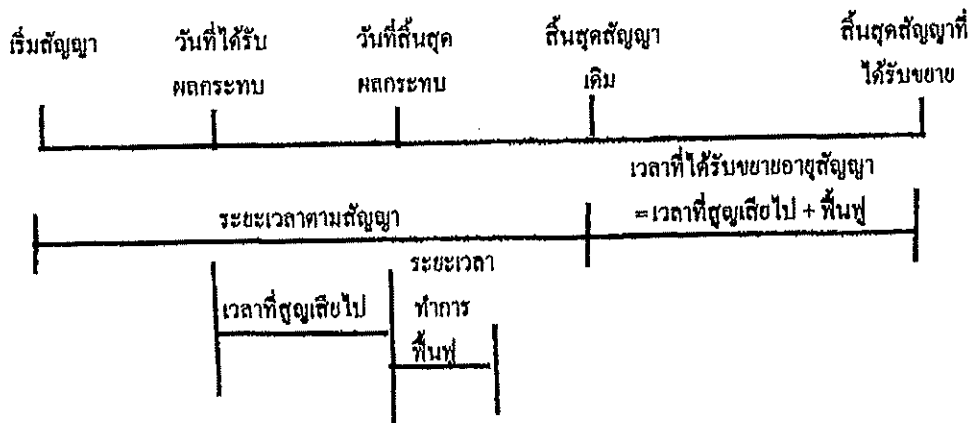 เริ่มสัญญา
วันที่ได้รับ
ผลกระทบ
วันที่สิ้นสุด
ผลกระทบ
สิ้นสุดสัญญา
เดิม
สิ้นสุดสัญญาที่
ได้รับขยาย
เวลาที่ได้รับขยายอายุสัญญา
=เวลาที่สูญเสียไป + ฟื้นฟู
ระยะเวลาตามสัญญา
เวลาที่สูญเสียไป
ระยะเวลา
ทำการ
ฟื้นฟู